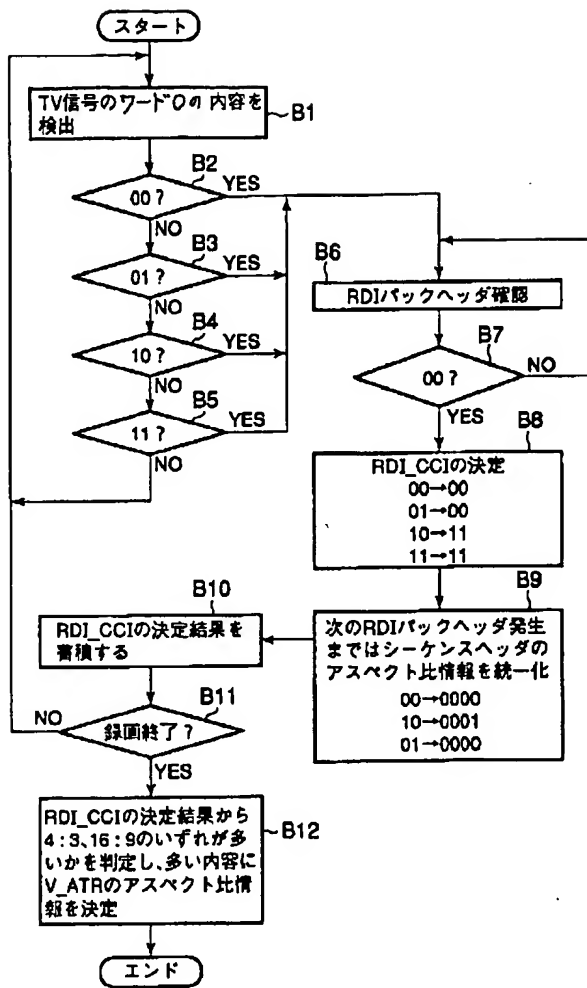 スタート
TV信号のワード0の内容を
検出
B1
B2
00?
YES
NO
B3
01?
YES
NO
B4
10?
YES
NO
B5
11?
YES
NO
B6
RDIパックヘッダ確認
B7
00?
NO
YES
B8
RDI_CCIの決定
00→00
01→00
10→11
11→11
B9
次のRDIパックヘッダ発生
まではシーケンスヘッダの
アスペクト比情報を統一化
00→0000
10→0001
01→0000
B10
RDI_CCIの決定結果を
蓄積する
B11
録画終了?
NO
YES
RDI_CCIの決定結果から
4:3、16:9のいずれが多
いかを判定し、多い内容に
V_ATRのアスペクト比情
報を決定
B12
エンド